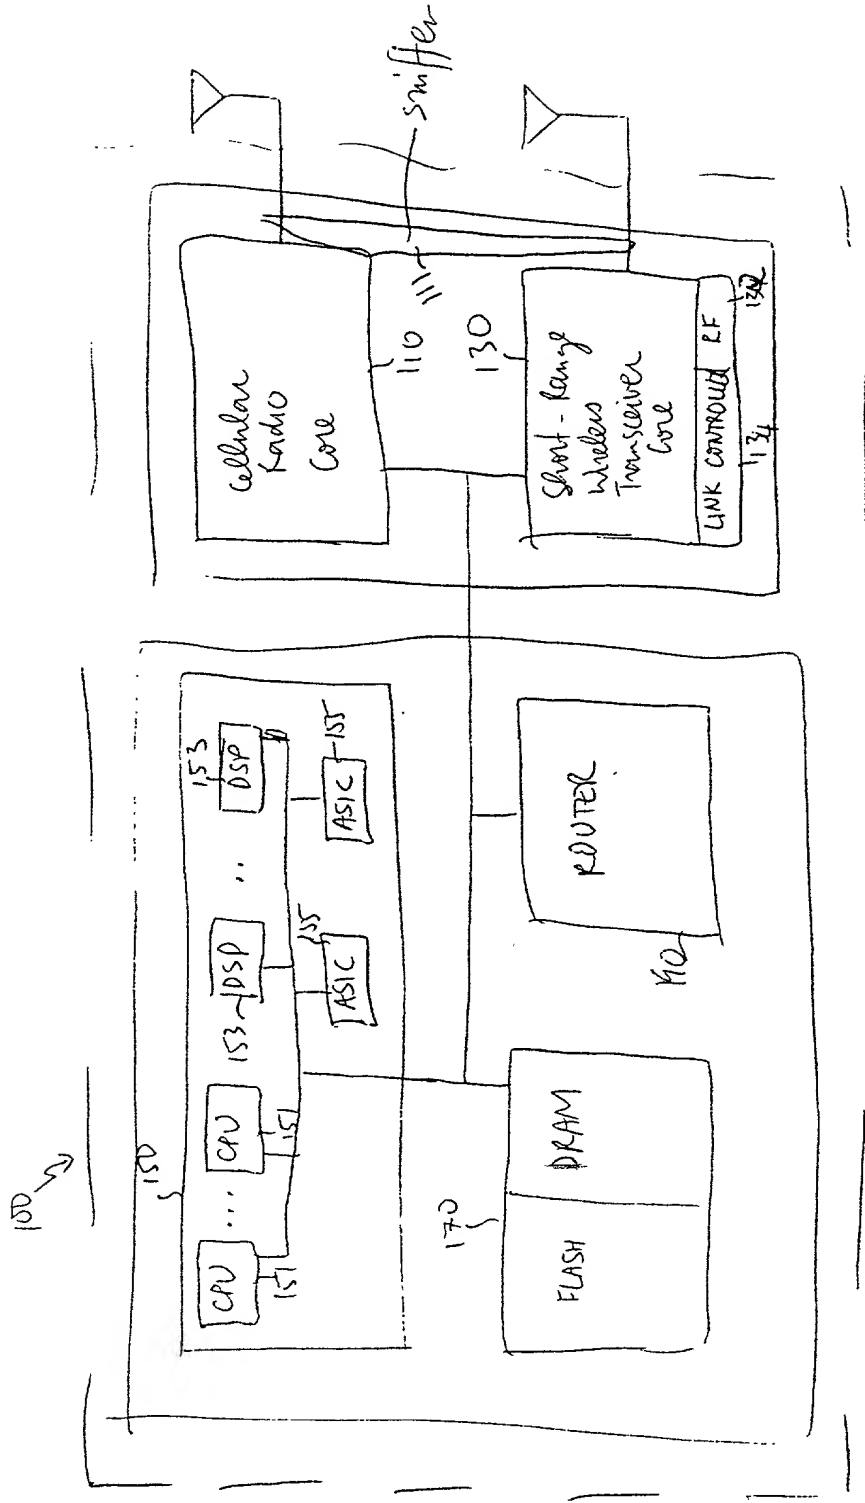 100
150
CPU
151
...
CPU
151
DSP
153
..
DSP
153
ASIC
155
ASIC
155
170
FLASH
DRAM
ROUTER
190
Cellular
Radio
Core
110
111
sniffer
130
Short-Range
Wireless
Transceiver
Core
LINK CONTROLLER
RF
134
132